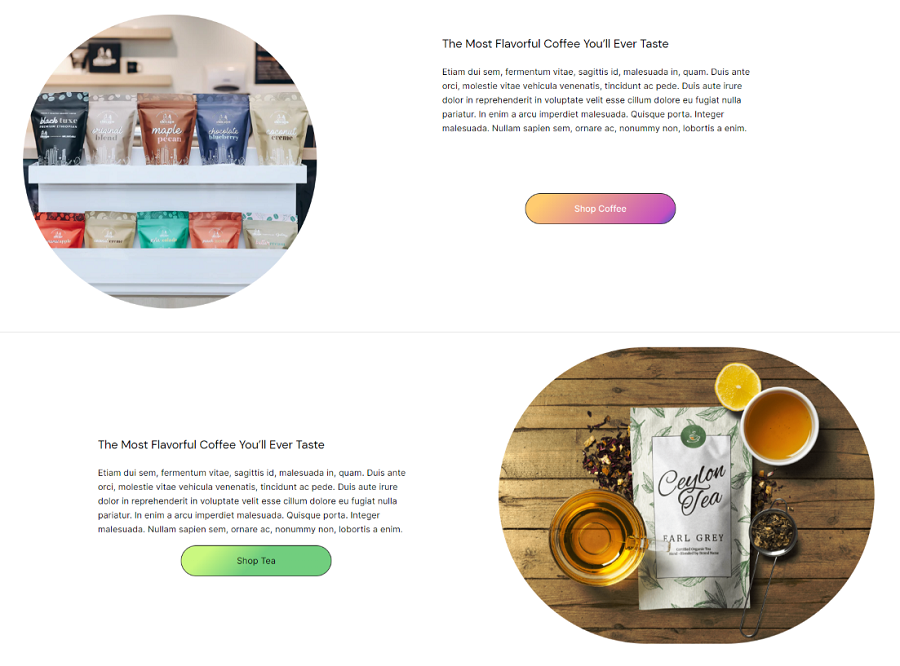 The Most Flavorful Coffee You'll Ever Taste
Etiam dui sem, fermentum vitae, sagittis id, malesuada in, quam. Duis ante
orci, molestie vitae vehicula venenatis, tincidunt ac pede. Duis aute irure
dolor in reprehenderit in voluptate velit esse cillum dolore eu fugiat nulla
pariatur. In enim a arcu imperdiet malesuada. Quisque porta. Integer
malesuada. Nullam sapien sem, ornare ac, nonummy non, lobortis a enim.
Shop Coffee
black tuxe
original
blend
maple
pecan
chocolate
blueberry
coconut
creme
creme
The Most Flavorful Coffee You'll Ever Taste
Etiam dui sem, fermentum vitae, sagittis id, malesuada in, quam. Duis ante
orci, molestie vitae vehicula venenatis, tincidunt ac pede. Duis aute irure
dolor in reprehenderit in voluptate velit esse cillum dolore eu fugiat nulla
pariatur. In enim a arcu imperdiet malesuada. Quisque porta. Integer
malesuada. Nullam sapien sem, ornare ac, nonummy non, lobortis a enim.
Shop Tea
Ceylon
Tea
EARL GREY
Certified Organic Tea